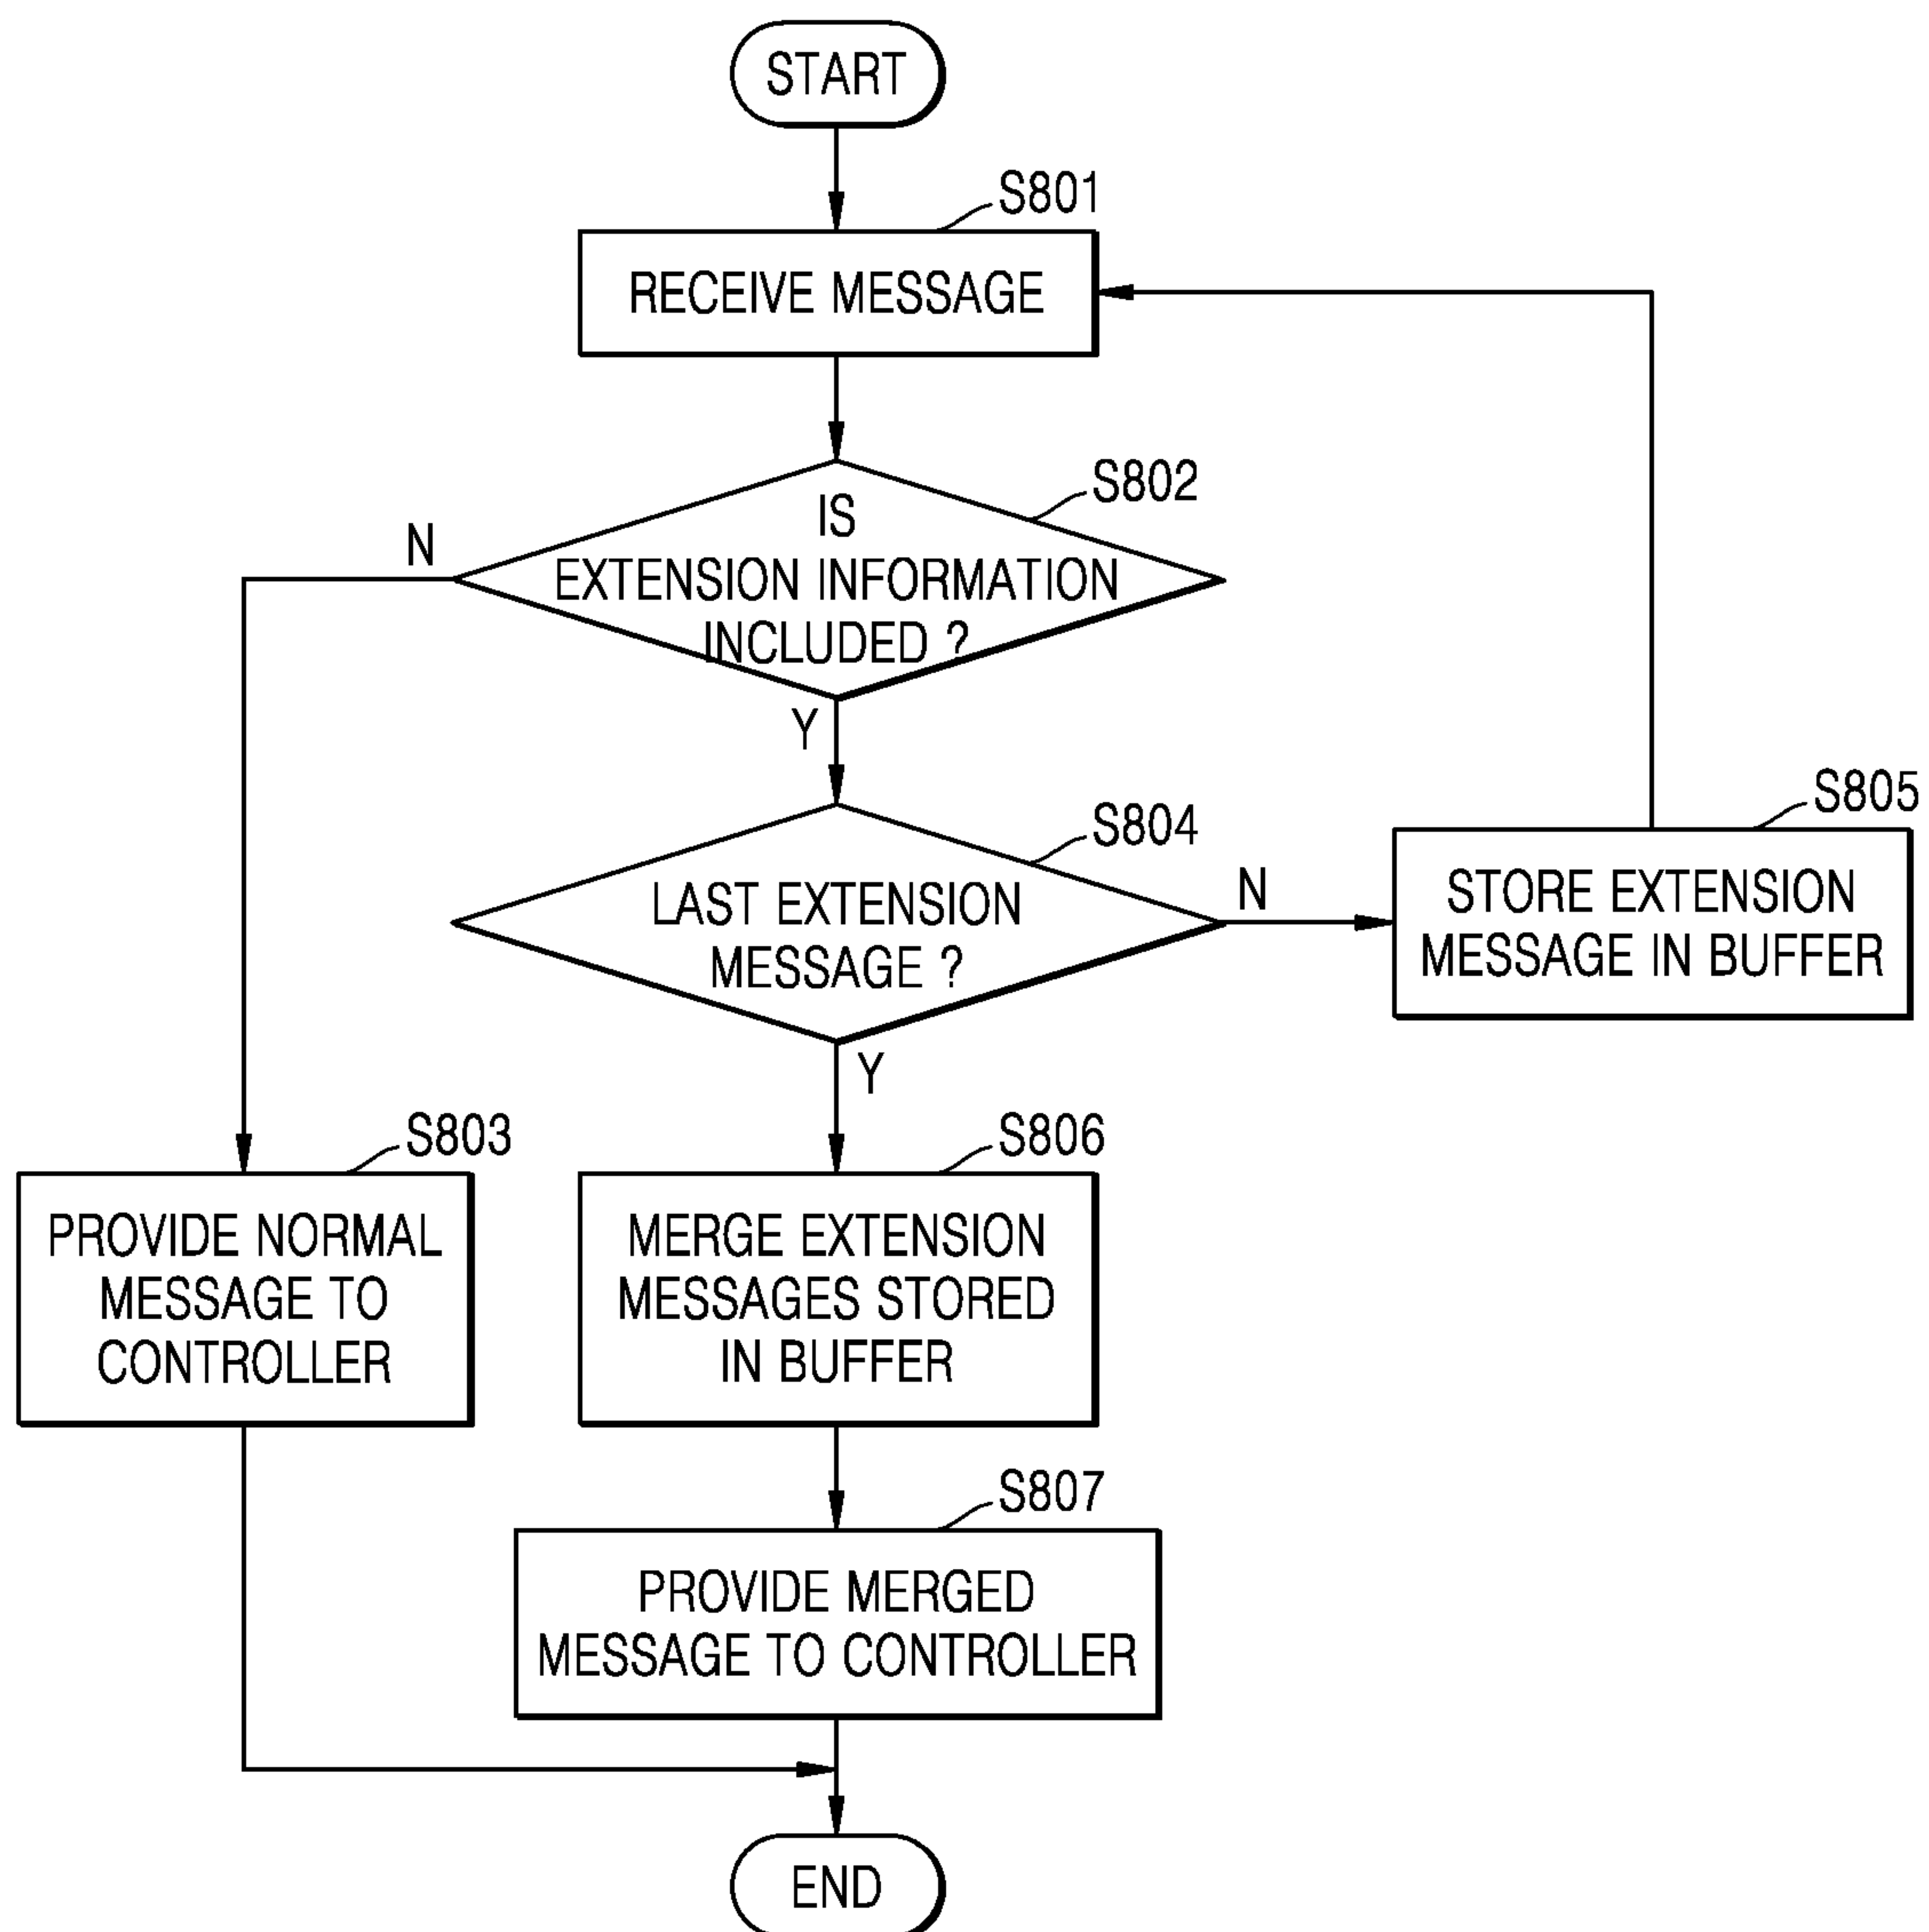 START
S801
RECEIVE MESSAGE
S802
IS
EXTENSION INFORMATION
INCLUDED ?
N
Y
S804
LAST EXTENSION
MESSAGE ?
N
S805
STORE EXTENSION
MESSAGE IN BUFFER
Y
S803
PROVIDE NORMAL
MESSAGE TO
CONTROLLER
S806
MERGE EXTENSION
MESSAGES STORED
IN BUFFER
S807
PROVIDE MERGED
MESSAGE TO CONTROLLER
END